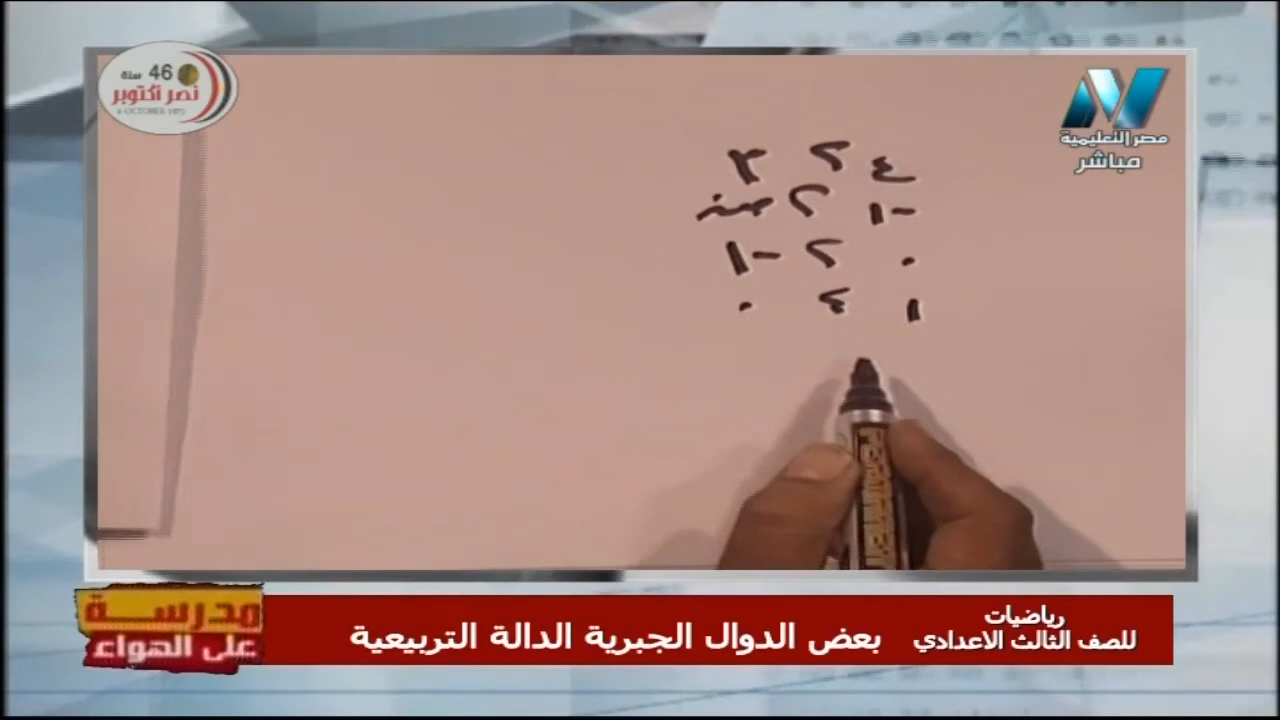 46 سنة
نصر أكتوبر
6 OCTOBER 1973
مصر التعليمية
مباشر
٤ ٢ ٣
-١ ٢
٠ ٢ -١
١ ٤ ٠
PERMANENT
رياضيات
للصف الثالث الاعدادي
بعض الدوال الجبرية الدالة التربيعية
مدرسة
على الهواء